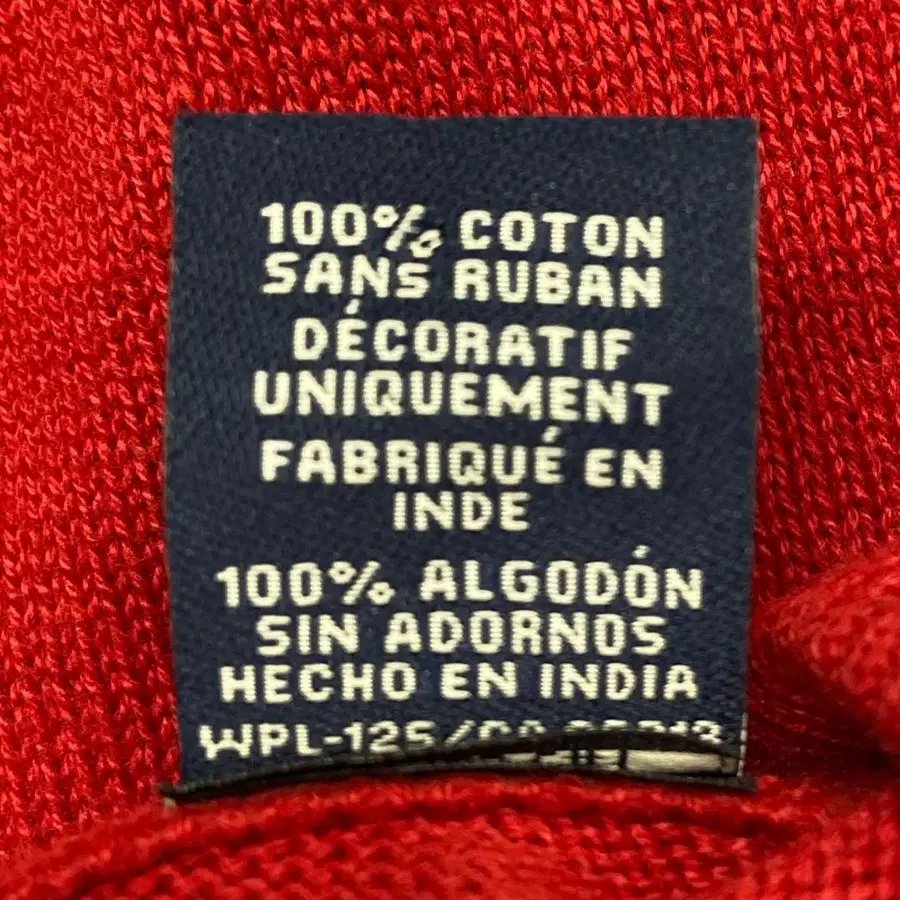 100% COTON
SANS RUBAN
DÉCORATIF
UNIQUEMENT
FABRIQUÉ EN
INDE
100% ALGODÓN
SIN ADORNOS
HECHO EN INDIA